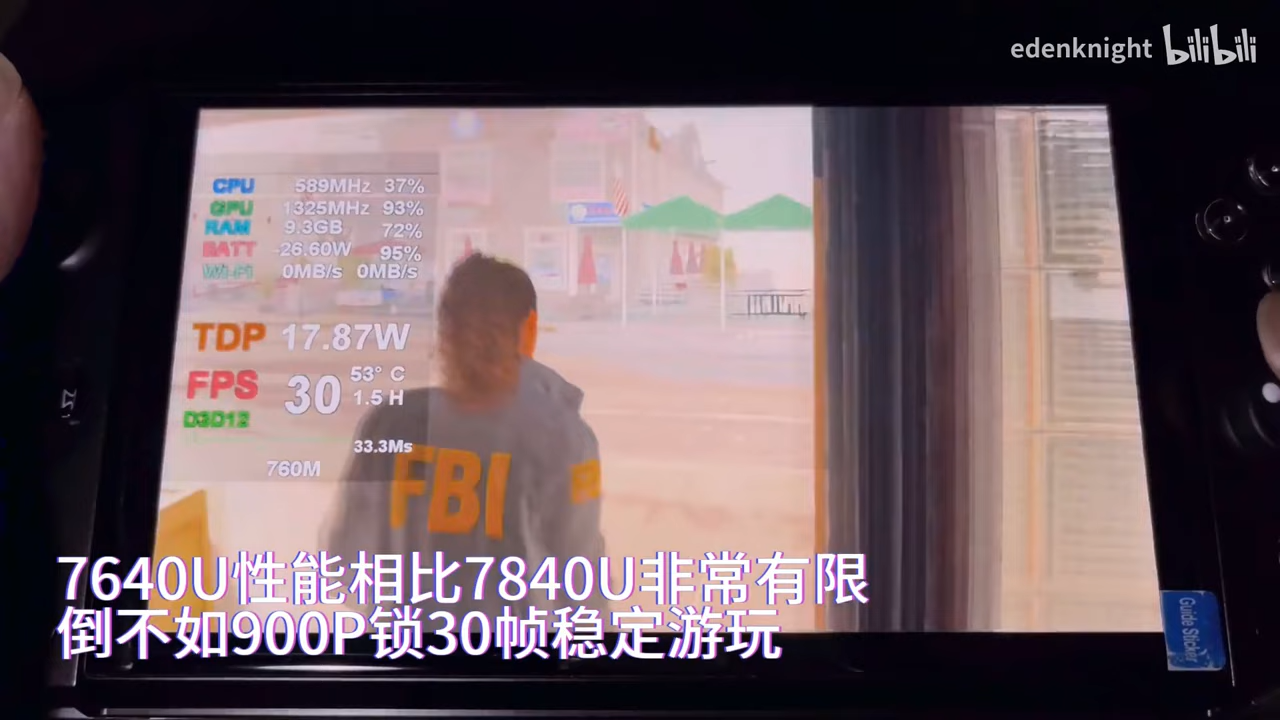 edenknight bilibili
CPU 589MHz 37%
GPU 1325MHz 93%
RAM 9.3GB 72%
BATT -26.60W 95%
Wi-Fi 0MB/s 0MB/s
TDP 17.87W
FPS 30 53° C
1.5 H
D3D12
33.3Ms
760M
FBI
7640U性能相比7840U非常有限
倒不如900P锁30帧稳定游玩
Guide Sticker